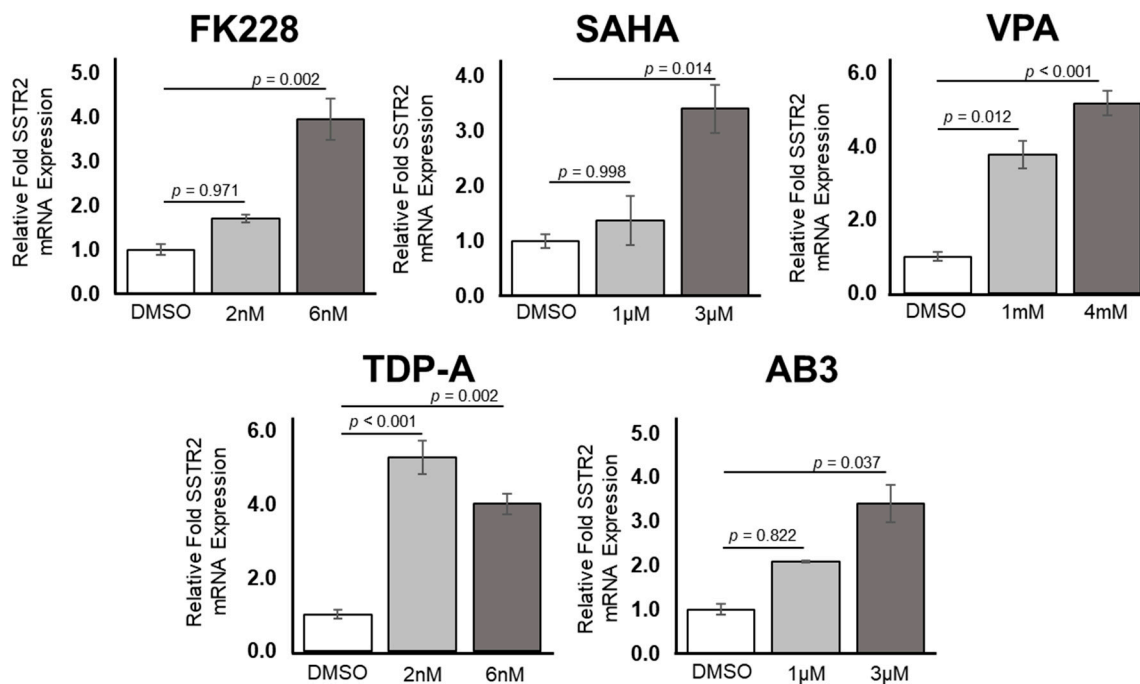 FK228
Relative Fold SSTR2
mRNA Expression
5.0
4.0
3.0
2.0
1.0
0.0
p = 0.002
p = 0.971
DMSO 2nM 6nM
SAHA
Relative Fold SSTR2
mRNA Expression
4.0
3.0
2.0
1.0
0.0
p = 0.014
p = 0.998
DMSO 1µM 3µM
VPA
Relative Fold SSTR2
mRNA Expression
6.0
4.0
2.0
0.0
p < 0.001
p = 0.012
DMSO 1mM 4mM
TDP-A
Relative Fold SSTR2
mRNA Expression
6.0
4.0
2.0
0.0
p = 0.002
p < 0.001
DMSO 2nM 6nM
AB3
Relative Fold SSTR2
mRNA Expression
5.0
4.0
3.0
2.0
1.0
0.0
p = 0.037
p = 0.822
DMSO 1µM 3µM